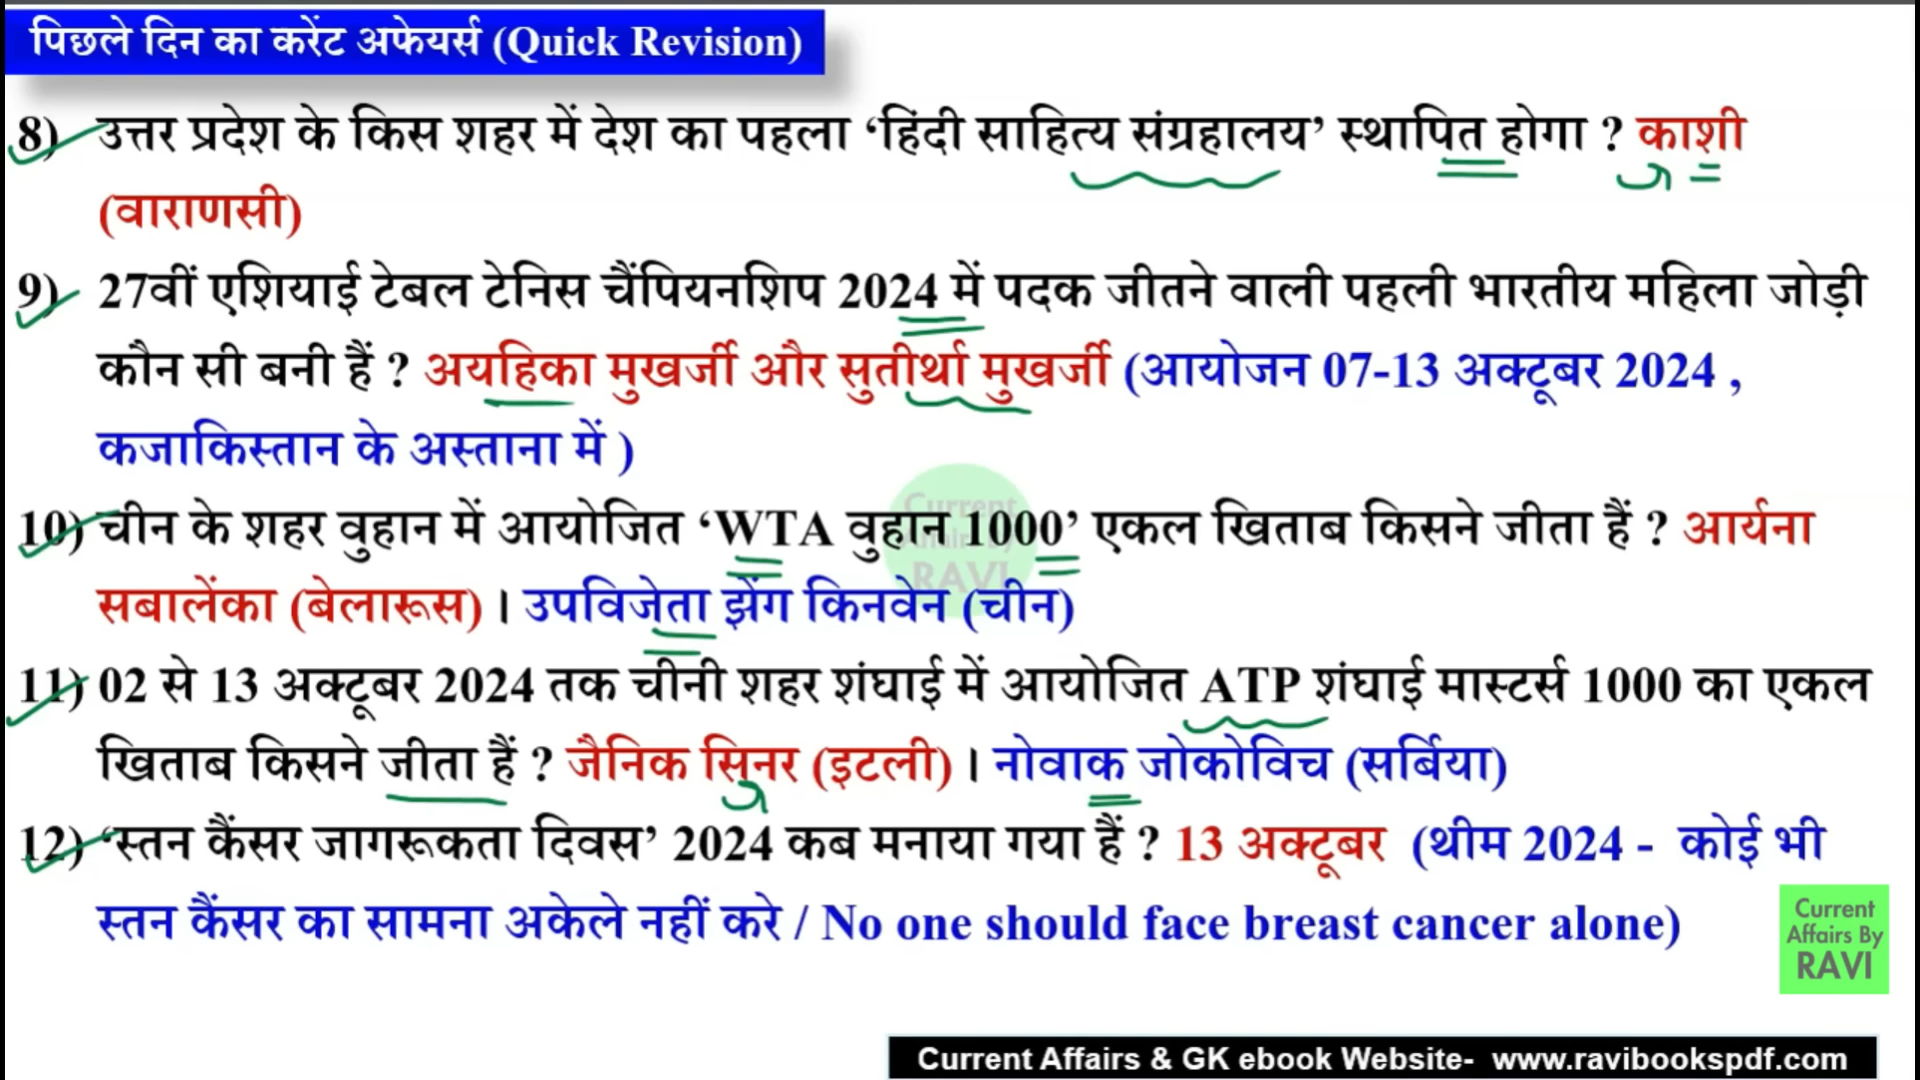 पिछले दिन का करेंट अफेयर्स (Quick Revision)
8) उत्तर प्रदेश के किस शहर में देश का पहला ‘हिंदी साहित्य संग्रहालय’ स्थापित होगा ? काशी
(वाराणसी)
9) 27वीं एशियाई टेबल टेनिस चैंपियनशिप 2024 में पदक जीतने वाली पहली भारतीय महिला जोड़ी
कौन सी बनी हैं ? अयहिका मुखर्जी और सुतीर्था मुखर्जी (आयोजन 07-13 अक्टूबर 2024 ,
कजाकिस्तान के अस्ताना में )
10) चीन के शहर वुहान में आयोजित ‘WTA वुहान 1000’ एकल खिताब किसने जीता हैं ? आर्यना
सबालेंका (बेलारूस) । उपविजेता झेंग किनवेन (चीन)
11) 02 से 13 अक्टूबर 2024 तक चीनी शहर शंघाई में आयोजित ATP शंघाई मास्टर्स 1000 का एकल
खिताब किसने जीता हैं ? जैनिक सिनर (इटली) । नोवाक जोकोविच (सर्बिया)
12) ‘स्तन कैंसर जागरूकता दिवस’ 2024 कब मनाया गया हैं ? 13 अक्टूबर (थीम 2024 - कोई भी
स्तन कैंसर का सामना अकेले नहीं करे / No one should face breast cancer alone)
Current
Affairs By
RAVI
Current
Affairs By
RAVI
Current Affairs & GK ebook Website- www.ravibookspdf.com